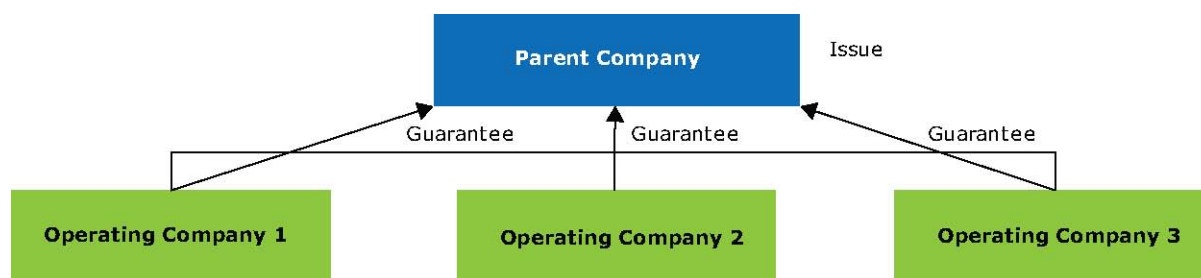 Parent Company
Issue
Guarantee
Guarantee
Guarantee
Operating Company 1
Operating Company 2
Operating Company 3